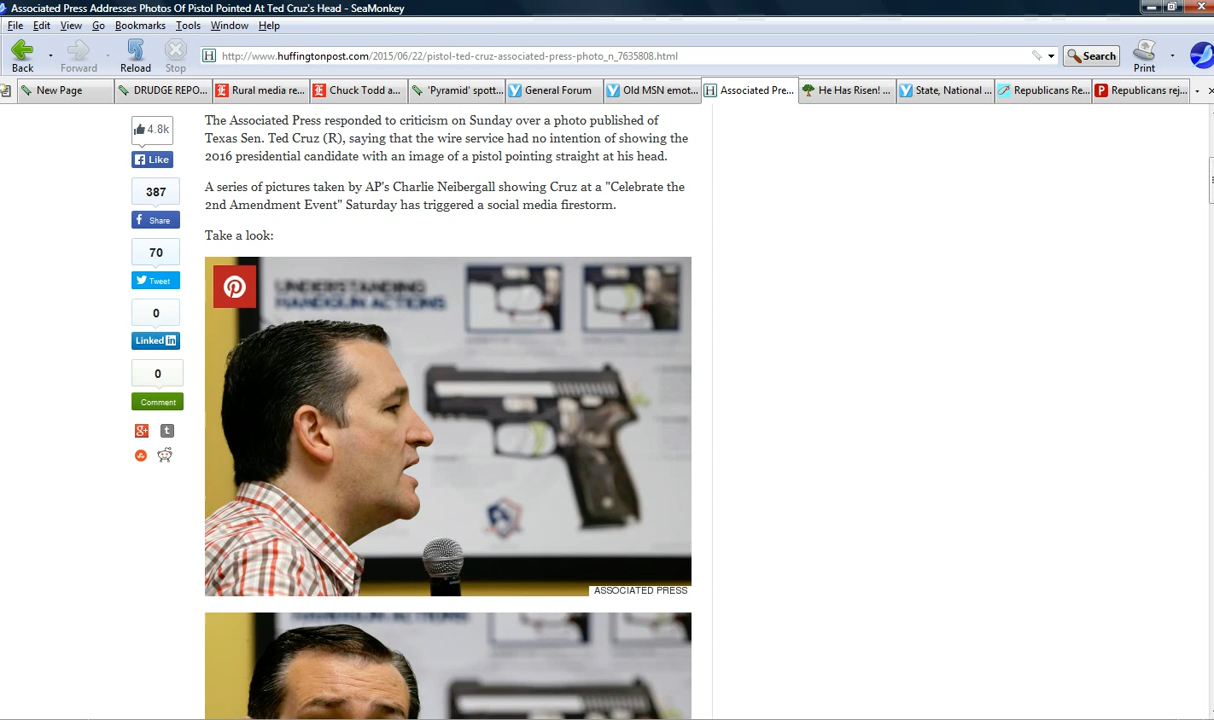 Associated Press Addresses Photos Of Pistol Pointed At Ted Cruz's Head - SeaMonkey
File Edit View Go Bookmarks Tools Window Help
Back Forward Reload Stop
http://www.huffingtonpost.com/2015/06/22/pistol-ted-cruz-associated-press-photo_n_7635808.html
Search
Print
New Page
DRUDGE REPO...
Rural media re...
Chuck Todd a...
'Pyramid' spott...
General Forum
Old MSN emot...
Associated Pre...
He Has Risen! ...
State, National ...
Republicans Re...
Republicans rej...
4.8k
Like
387
Share
70
Tweet
0
Linked in
0
Comment
The Associated Press responded to criticism on Sunday over a photo published of
Texas Sen. Ted Cruz (R), saying that the wire service had no intention of showing the
2016 presidential candidate with an image of a pistol pointing straight at his head.
A series of pictures taken by AP's Charlie Neibergall showing Cruz at a "Celebrate the
2nd Amendment Event" Saturday has triggered a social media firestorm.
Take a look:
UNDERSTANDING
HANDGUN ACTIONS
ASSOCIATED PRESS